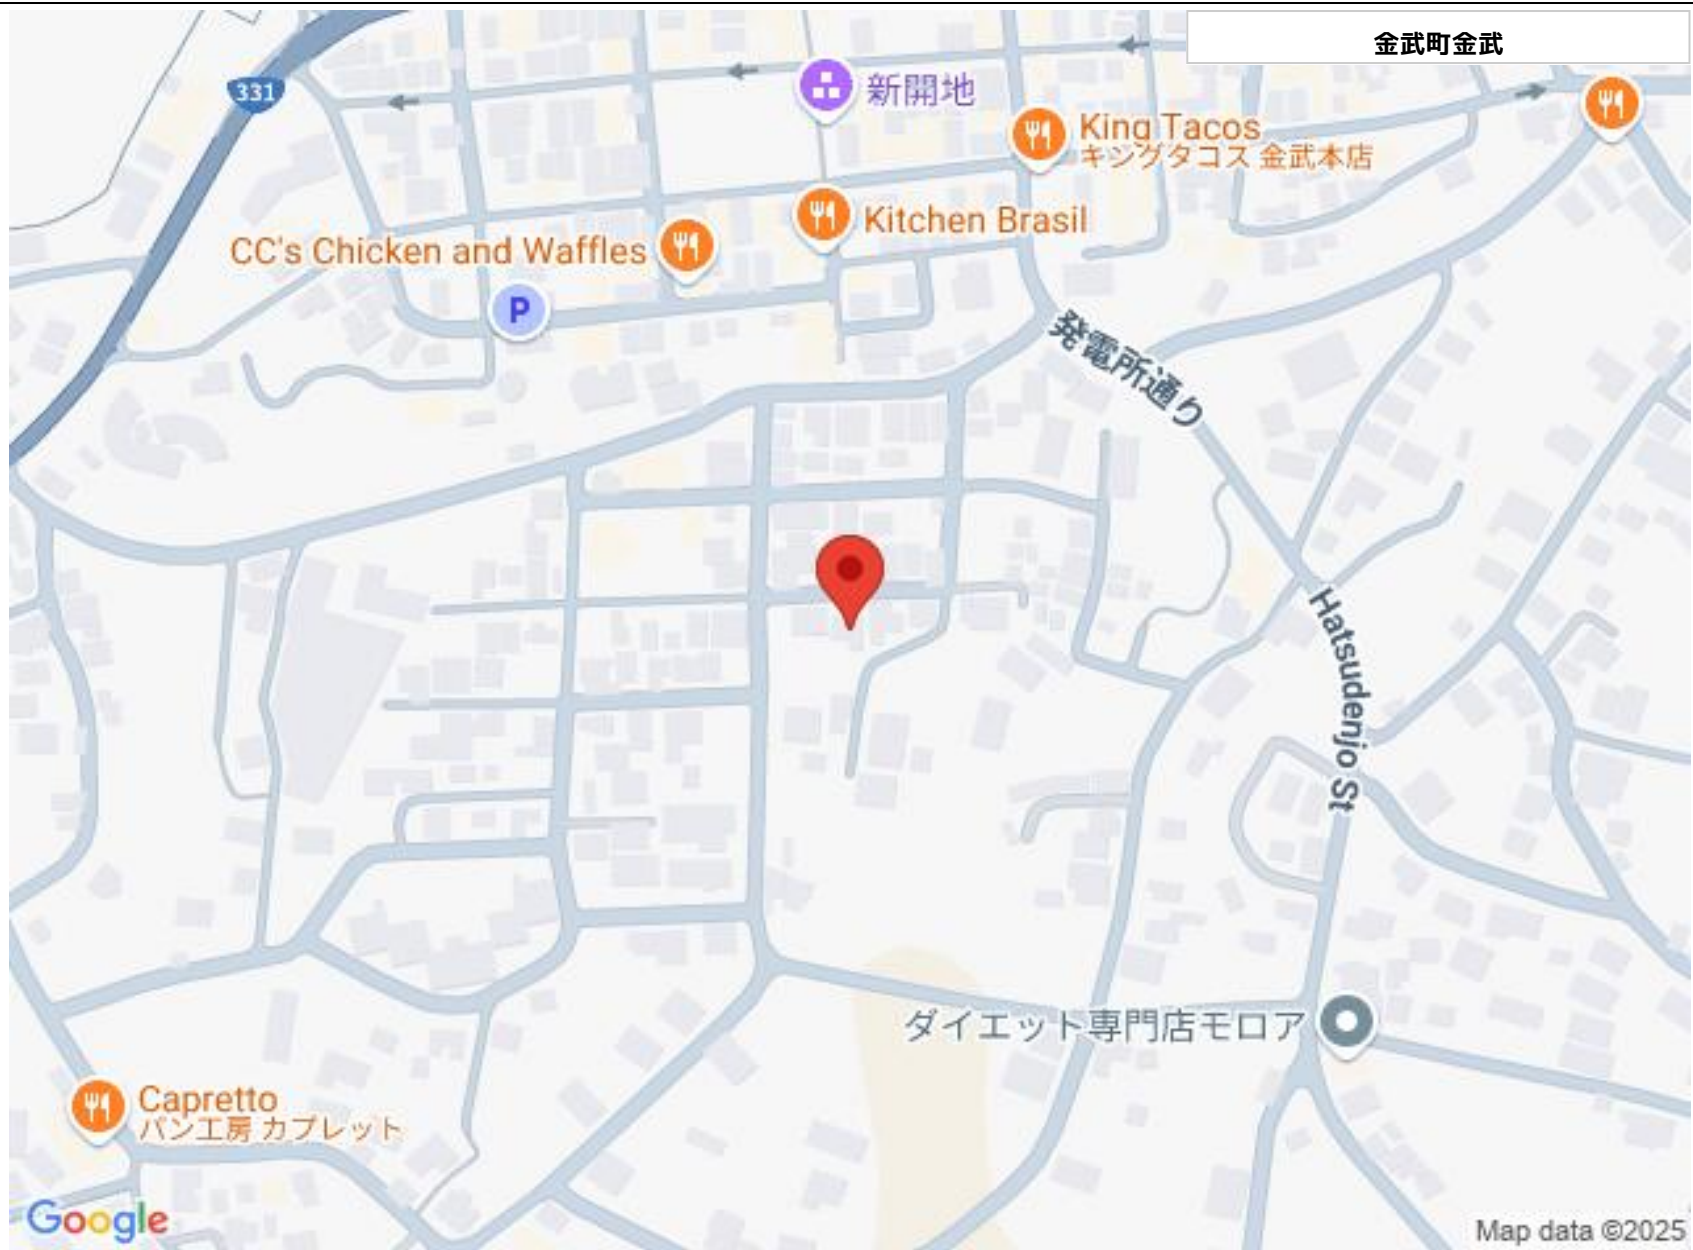 金武町金武
331
新開地
King Tacos
キングタコス 金武本店
Kitchen Brasil
CC's Chicken and Waffles
P
発電所通り
Hatsudenjo St
ダイエット専門店モロア
Capretto
パン工房 カプレット
Google
Map data ©2025